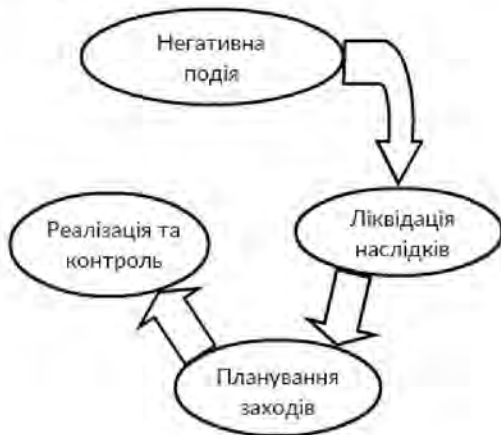 Негативна
подія
Ліквідація
наслідків
Планування
заходів
Реалізація та
контроль